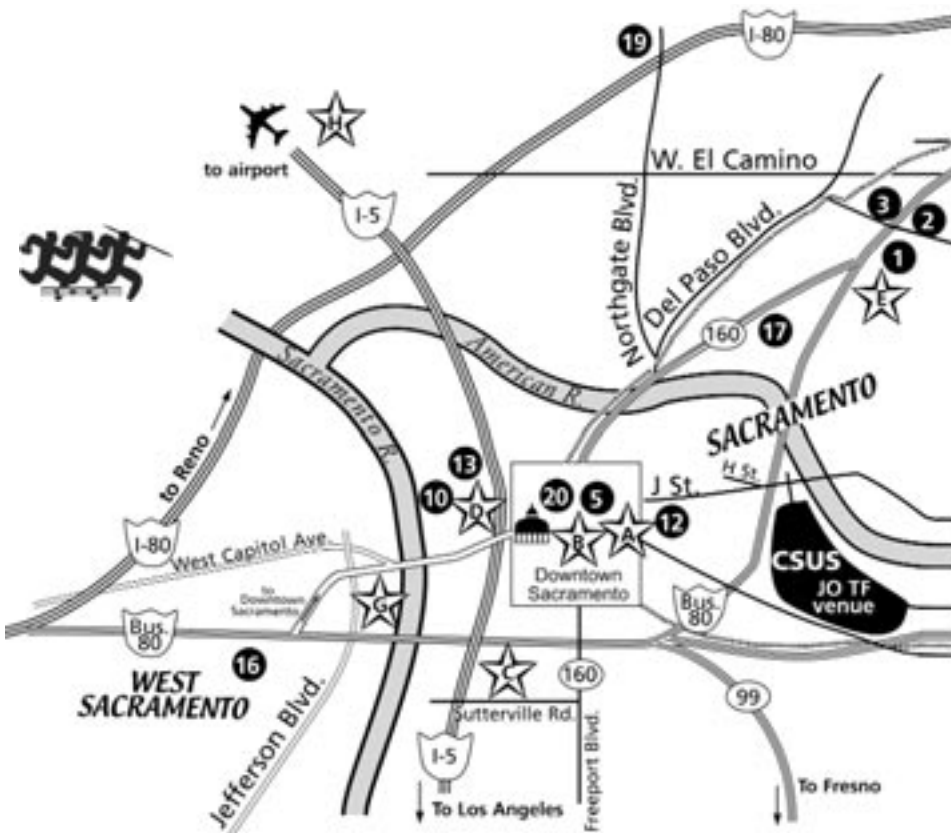 I-80
19
H
to airport
W. El Camino
I-5
Northgate Blvd.
Del Paso Blvd.
3
2
1
E
160
17
Sacramento R.
American R
SACRAMENTO
to Reno
H St.
J St.
13
10
D
20
5
B
A
12
Downtown
Sacramento
CSUS
JO TF
venue
I-80
West Capitol Ave.
to
Downtown
Sacramento
G
Bus.
80
Bus.
80
16
WEST
SACRAMENTO
Jefferson Blvd.
C
Sutterville Rd.
160
Freeport Blvd.
99
I-5
To Los Angeles
To Fresno